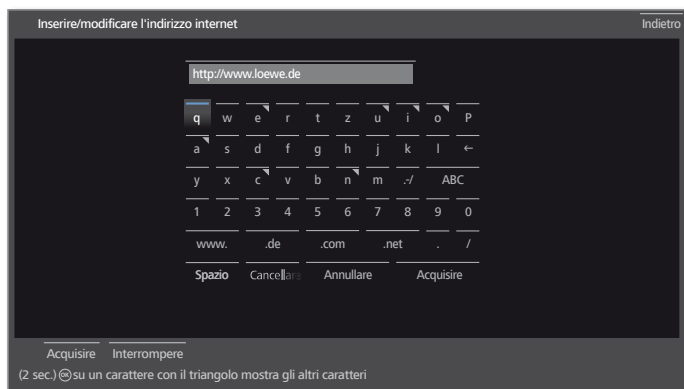 Inserire/modificare l'indirizzo internet Indietro
http://www.loewe.de
q w e r t z u i o P
a s d f g h j k l ←
y x c v b n m .-/ ABC
1 2 3 4 5 6 7 8 9 0
www. .de .com .net . /
Spazio Cancellare Annullare Acquisire
Acquisire Interrompere
(2 sec.) OK su un carattere con il triangolo mostra gli altri caratteri